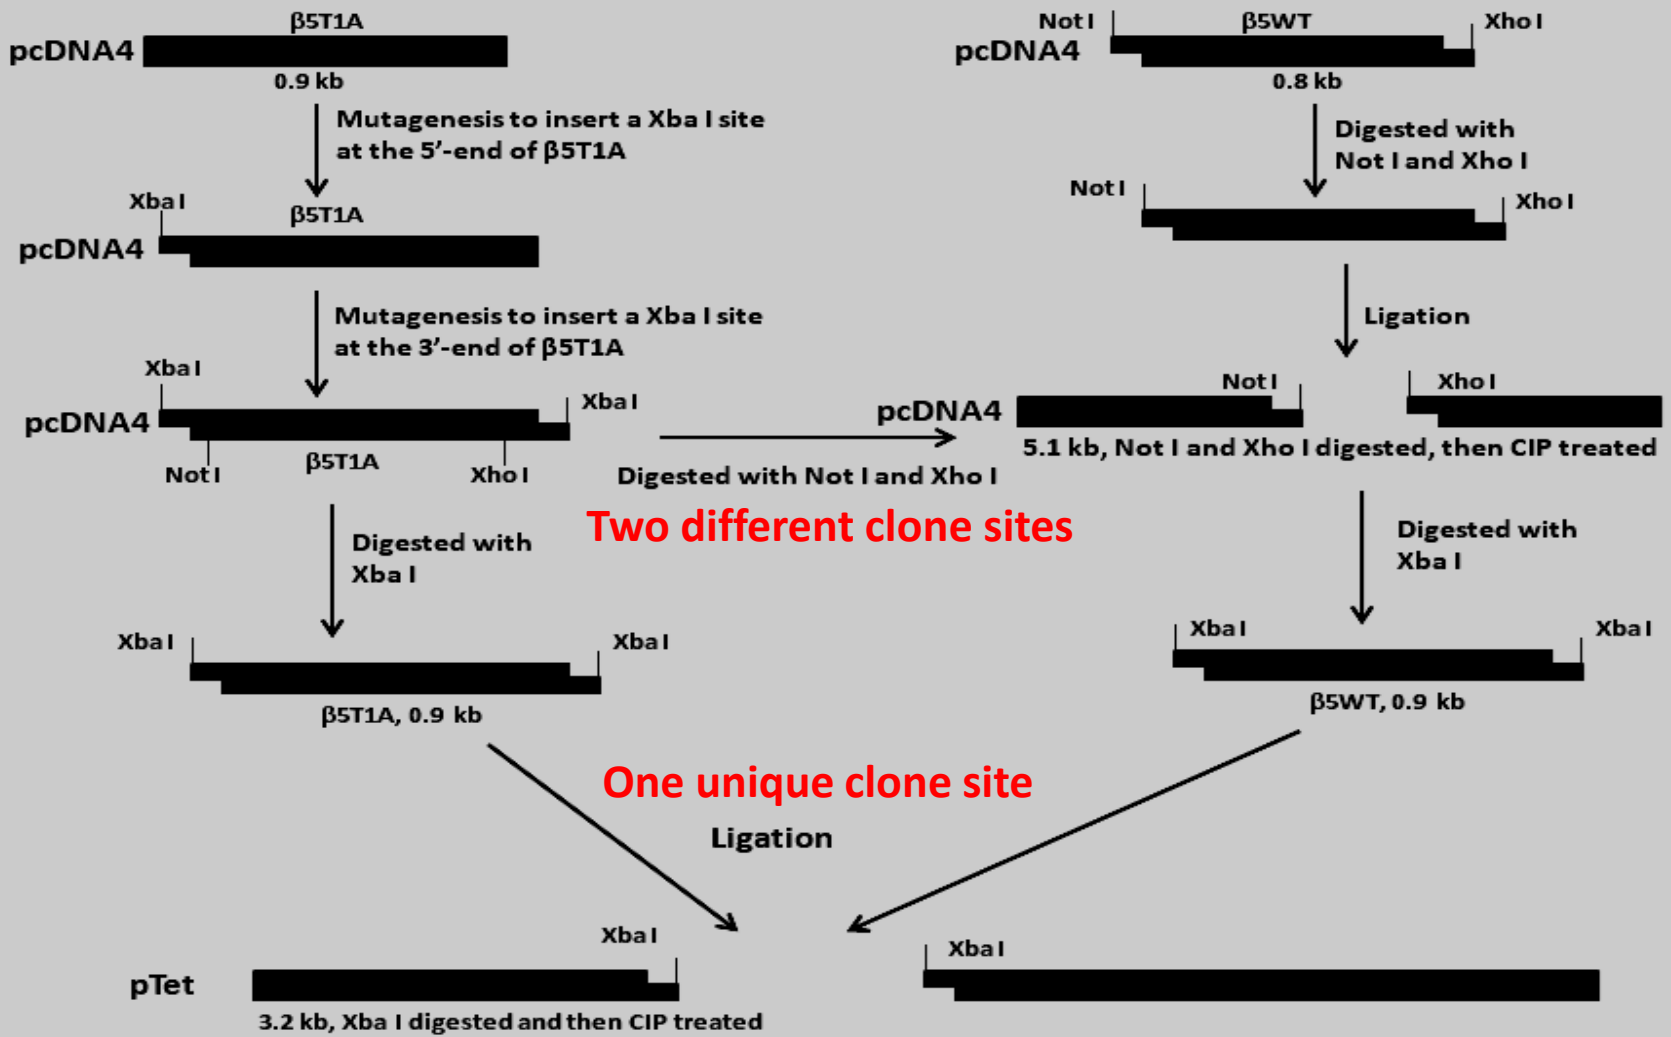 β5T1A
pcDNA4
0.9 kb
Mutagenesis to insert a Xba I site
at the 5’-end of β5T1A
Xba I
β5T1A
pcDNA4
Mutagenesis to insert a Xba I site
at the 3’-end of β5T1A
Xba I
Xba I
pcDNA4
Not I
β5T1A
Xho I
Digested with Not I and Xho I
Not I
β5WT
Xho I
pcDNA4
0.8 kb
Digested with
Not I and Xho I
Not I
Xho I
Ligation
Not I
Xho I
pcDNA4
5.1 kb, Not I and Xho I digested, then CIP treated
Two different clone sites
Digested with
Xba I
Digested with
Xba I
Xba I
Xba I
β5T1A, 0.9 kb
Xba I
Xba I
β5WT, 0.9 kb
One unique clone site
Ligation
Xba I
Xba I
pTet
3.2 kb, Xba I digested and then CIP treated